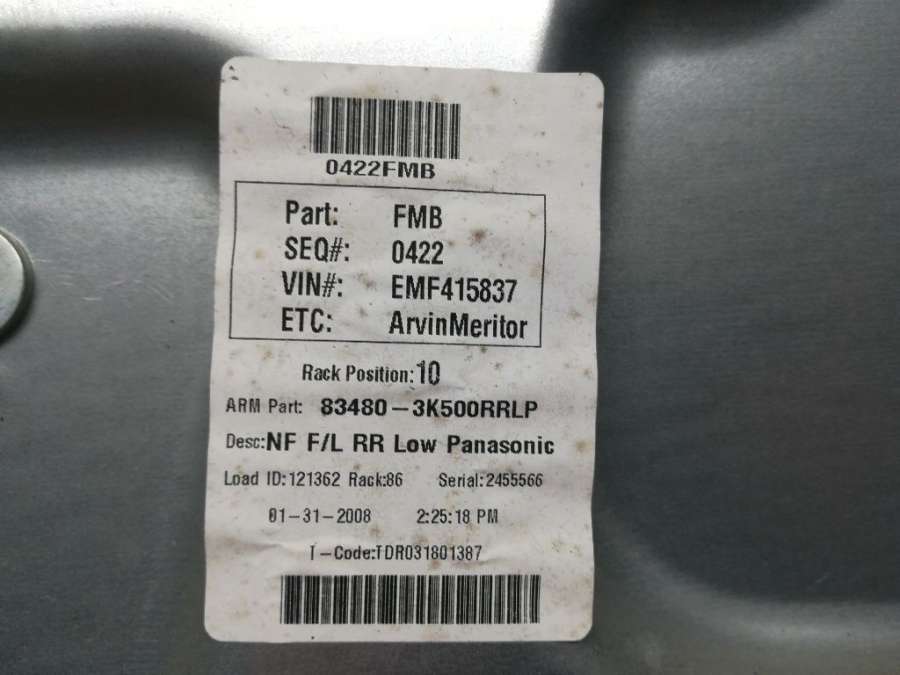 0422FMB
Part: FMB
SEQ#: 0422
VIN#: EMF415837
ETC: ArvinMeritor
Rack Position:10
ARM Part: 83480-3K500RRLP
Desc:NF F/L RR Low Panasonic
Load ID:121362 Rack:86 Serial:2455566
01-31-2008 2:25:18 PM
T-Code:TDR031801387